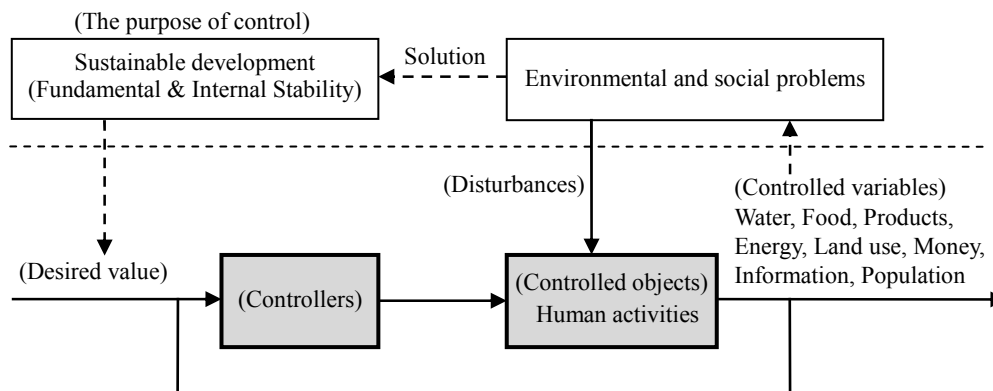 (The purpose of control)
Sustainable development
(Fundamental & Internal Stability)
Solution
Environmental and social problems
(Disturbances)
(Controlled variables)
Water, Food, Products,
Energy, Land use, Money,
Information, Population
(Desired value)
(Controllers)
(Controlled objects)
Human activities